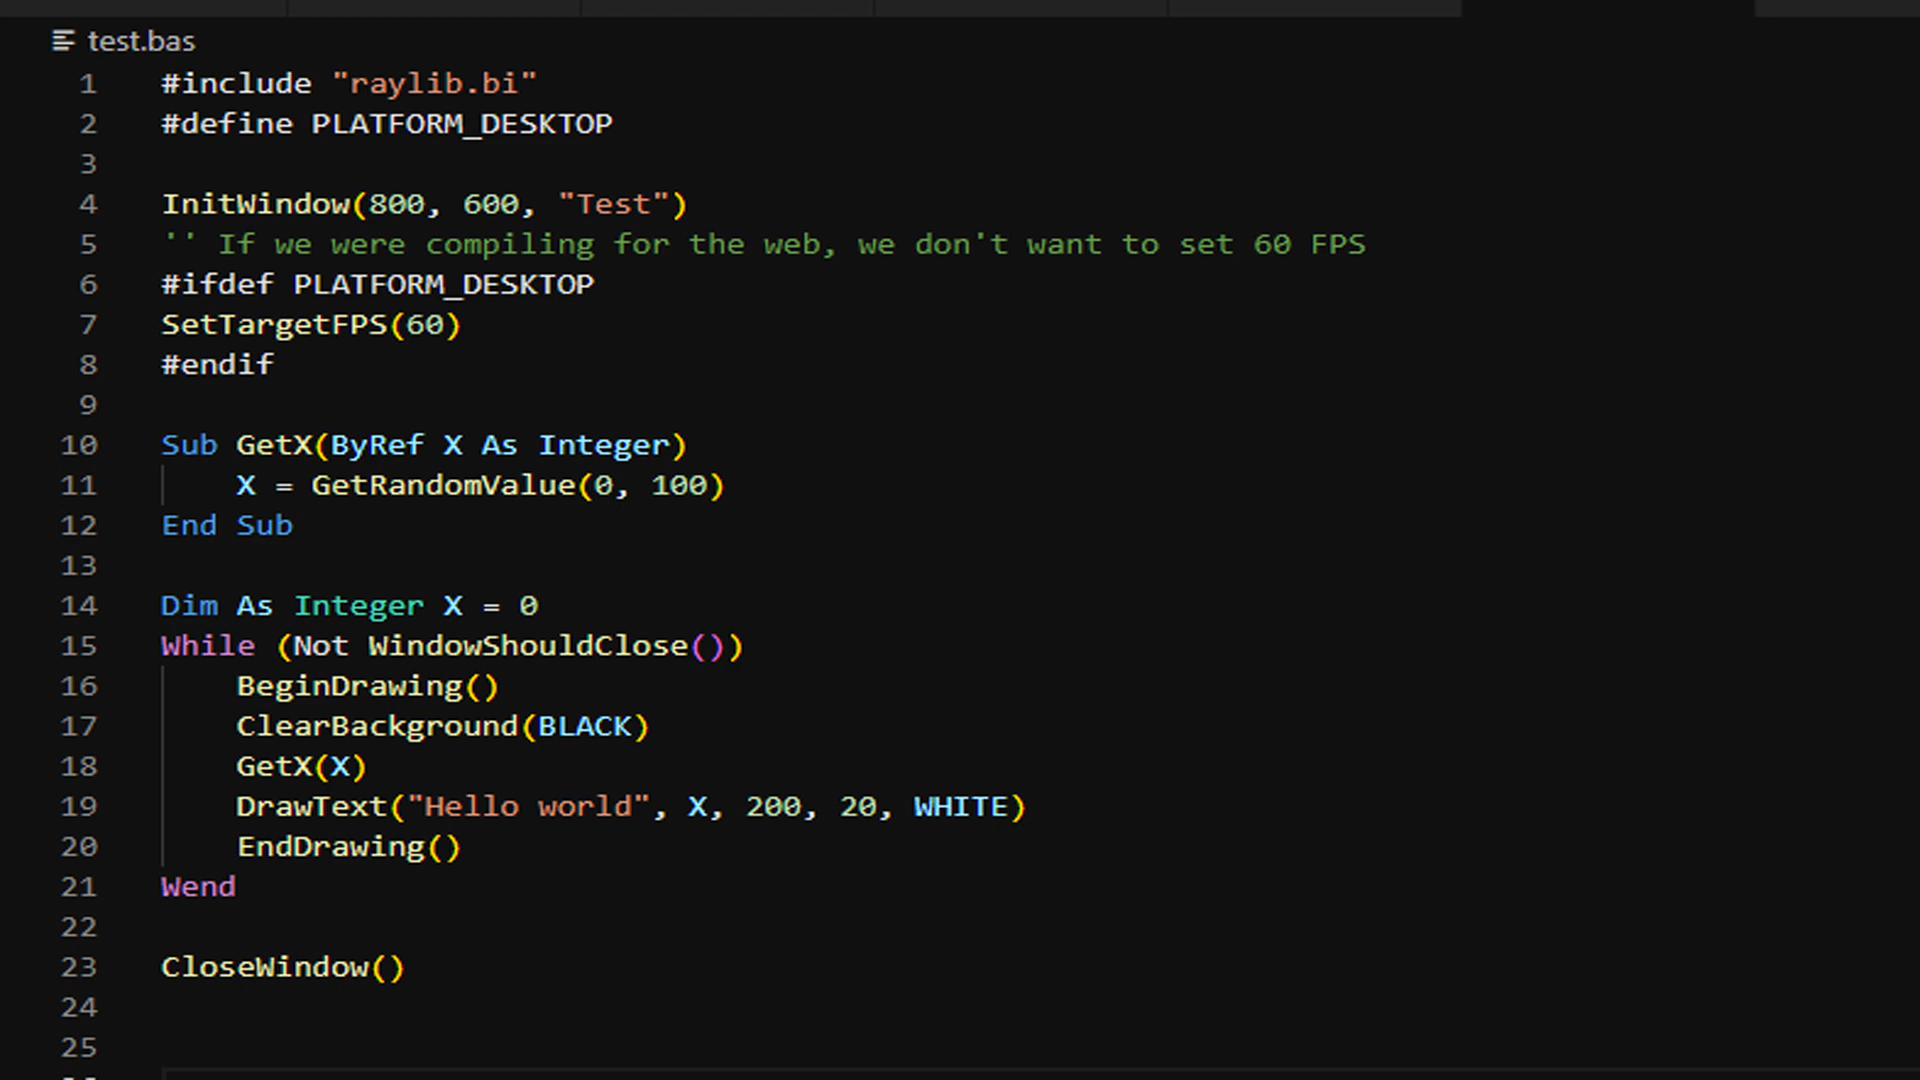 test.bas
1 #include "raylib.bi"
2 #define PLATFORM_DESKTOP
3
4 InitWindow(800, 600, "Test")
5 '' If we were compiling for the web, we don't want to set 60 FPS
6 #ifdef PLATFORM_DESKTOP
7 SetTargetFPS(60)
8 #endif
9
10 Sub GetX(ByRef X As Integer)
11     X = GetRandomValue(0, 100)
12 End Sub
13
14 Dim As Integer X = 0
15 While (Not WindowShouldClose())
16     BeginDrawing()
17     ClearBackground(BLACK)
18     GetX(X)
19     DrawText("Hello world", X, 200, 20, WHITE)
20     EndDrawing()
21 Wend
22
23 CloseWindow()
24
25